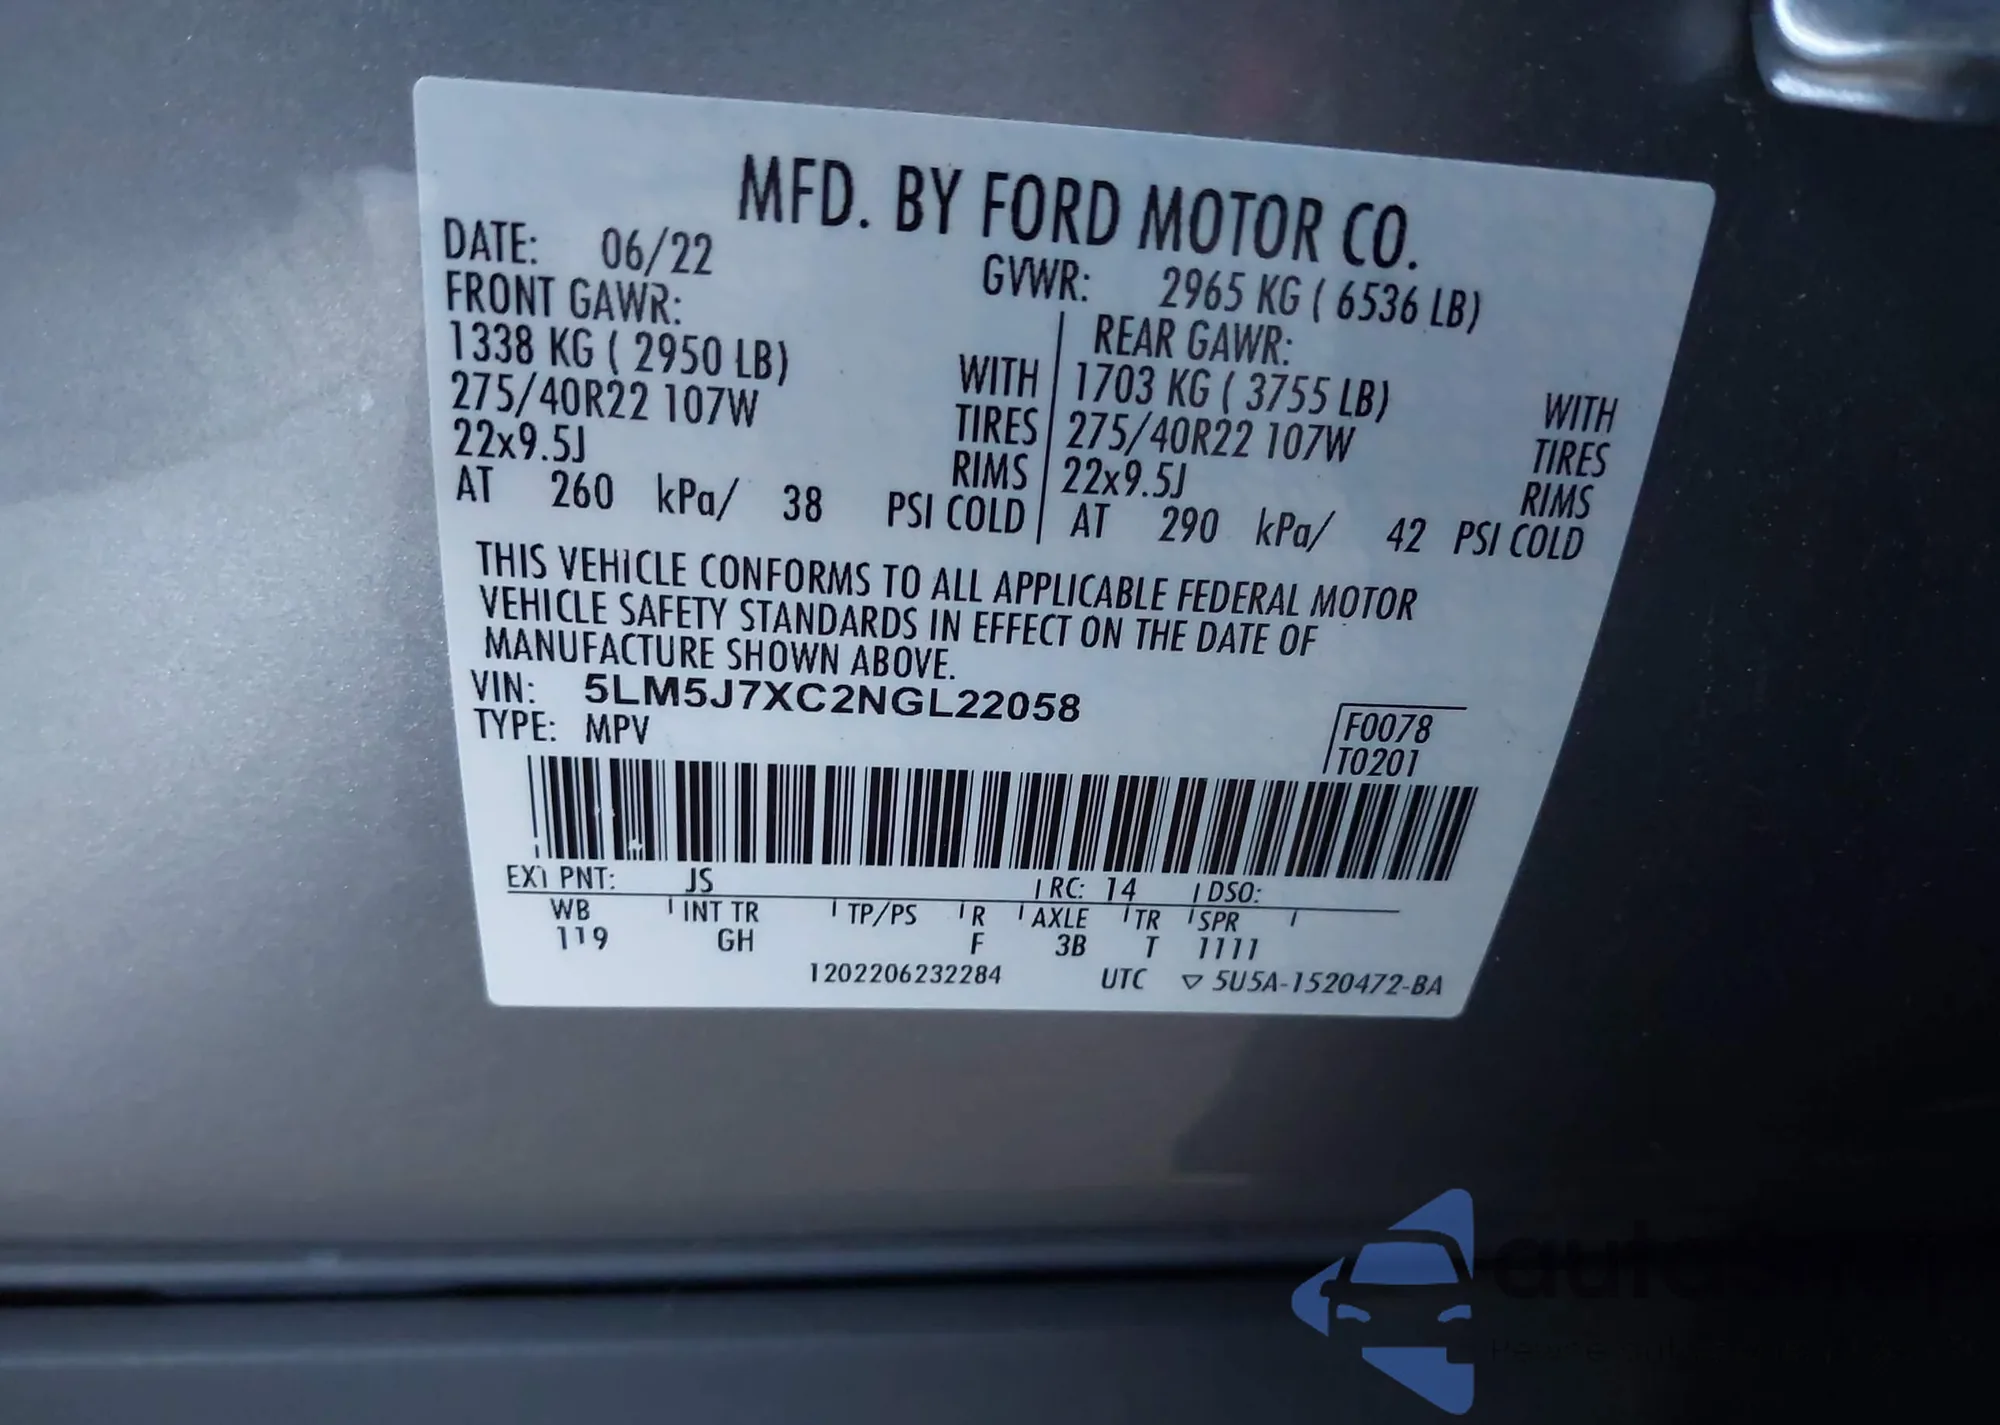 MFD. BY FORD MOTOR CO.
DATE: 06/22 GVWR: 2965 KG ( 6536 LB)
FRONT GAWR: REAR GAWR:
1338 KG ( 2950 LB) WITH 1703 KG ( 3755 LB) WITH
275/40R22 107W TIRES 275/40R22 107W TIRES
22x9.5J RIMS 22x9.5J RIMS
AT 260 kPa/ 38 PSI COLD AT 290 kPa/ 42 PSI COLD
THIS VEHICLE CONFORMS TO ALL APPLICABLE FEDERAL MOTOR
VEHICLE SAFETY STANDARDS IN EFFECT ON THE DATE OF
MANUFACTURE SHOWN ABOVE.
VIN: 5LM5J7XC2NGL22058
TYPE: MPV
F0078
T0201
EXT PNT: JS RC: 14 DSO:
WB INT TR TP/PS R AXLE TR SPR
119 GH F 3B T 1111
1202206232284 UTC ▽ 5U5A-1520472-BA